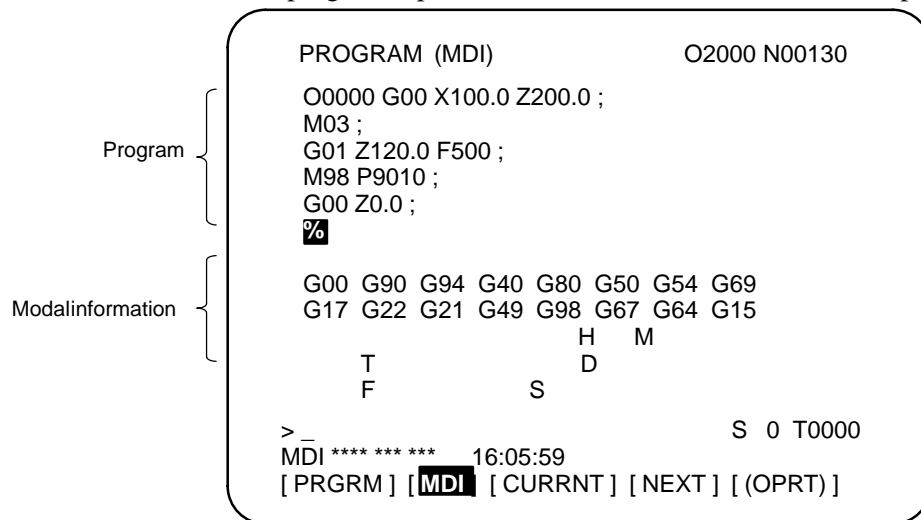 PROGRAM (MDI) O2000 N00130
O0000 G00 X100.0 Z200.0 ;
M03 ;
Program
G01 Z120.0 F500 ;
M98 P9010 ;
G00 Z0.0 ;
%
G00 G90 G94 G40 G80 G50 G54 G69
Modalinformation
G17 G22 G21 G49 G98 G67 G64 G15
H M
T D
F S
> _ S 0 T0000
MDI **** *** *** 16:05:59
[ PRGRM ] [ MDI ] [ CURRNT ] [ NEXT ] [ (OPRT) ]